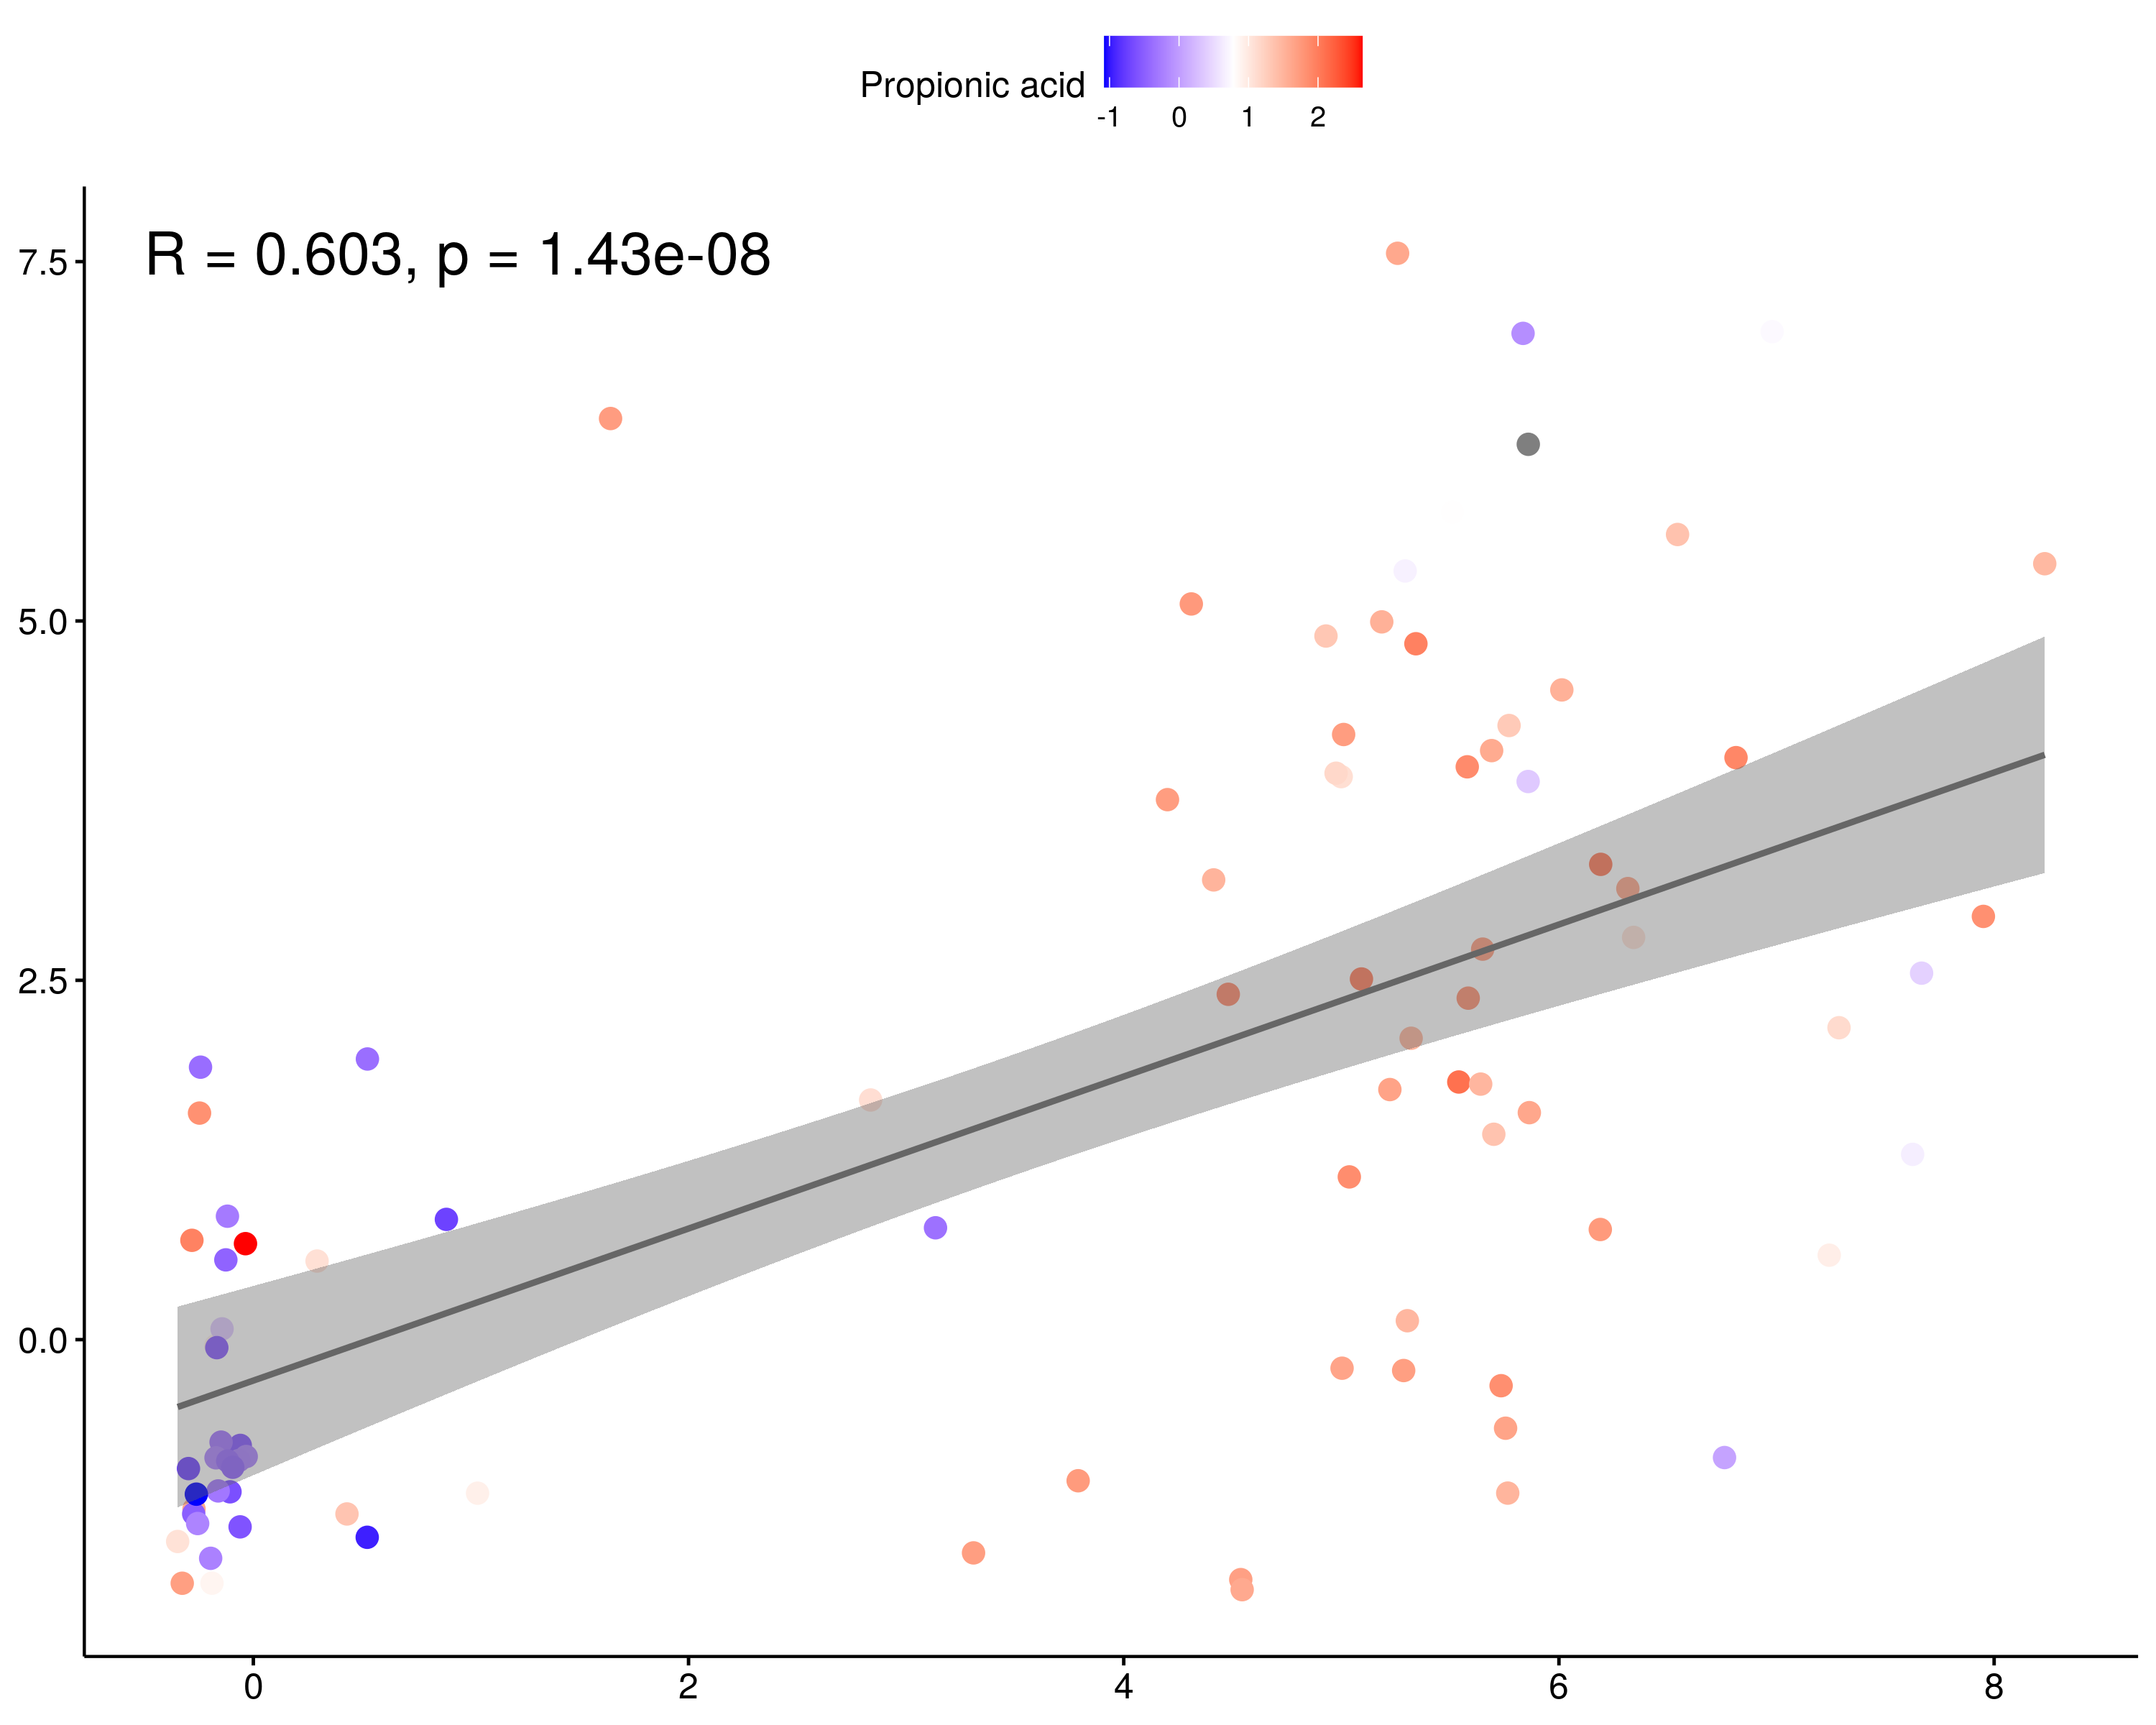 Propionic acid
-1 0 1 2
R = 0.603, p = 1.43e-08
7.5
5.0
2.5
0.0
0 2 4 6 8